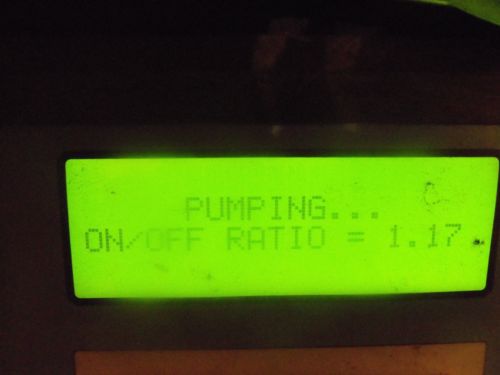 PUMPING...
ON/OFF RATIO = 1.17